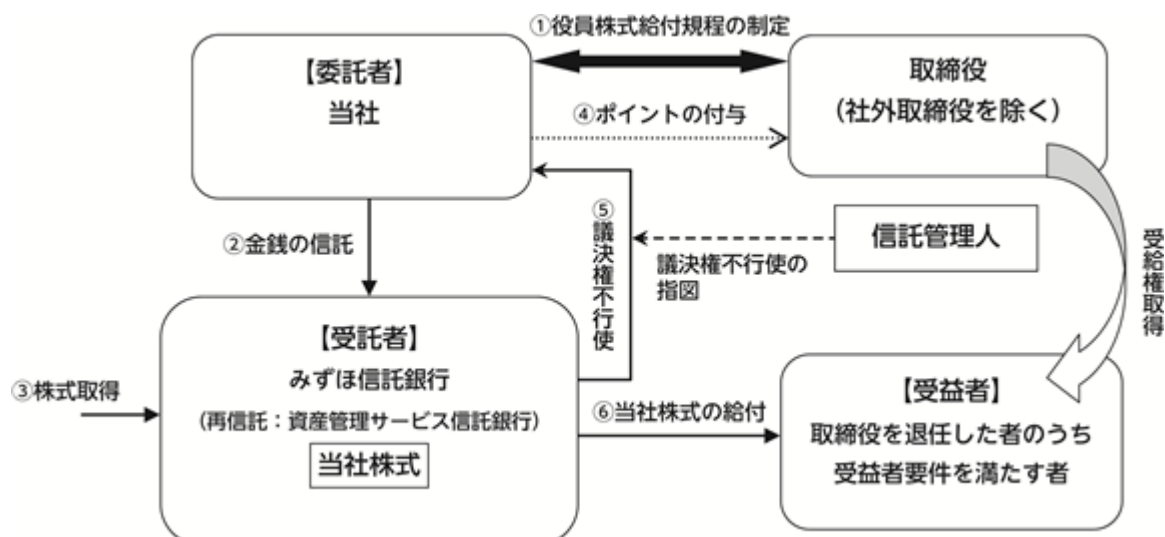 ①役員株式給付規程の制定
【委託者】
当社
取締役
（社外取締役を除く）
④ポイントの付与
②金銭の信託
⑤議決権不行使
議決権不行使の
指図
信託管理人
受給権取得
【受託者】
みずほ信託銀行
（再信託：資産管理サービス信託銀行）
当社株式
③株式取得
⑥当社株式の給付
【受益者】
取締役を退任した者のうち
受益者要件を満たす者